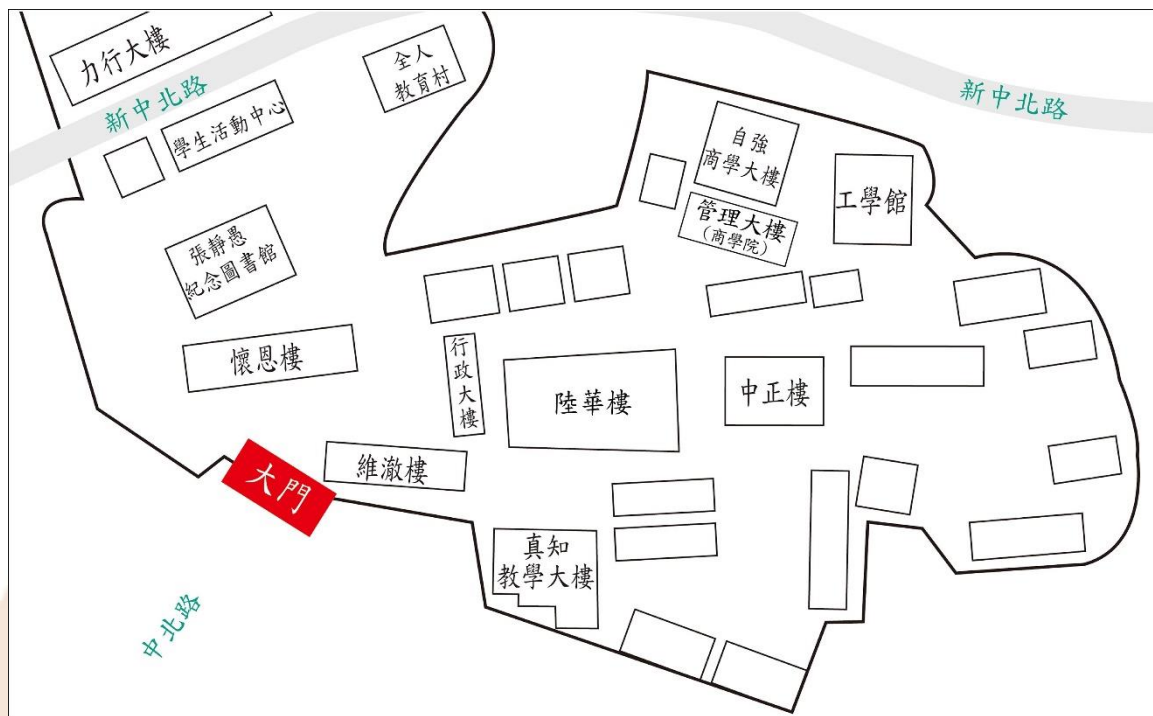 力行大樓
新中北路
全人
教育村
學生活動中心
新中北路
自強
商學大樓
工學館
管理大樓
(商學院)
張靜愚
紀念圖書館
懷恩樓
行政大樓
陸華樓
中正樓
維澈樓
大門
真知
教學大樓
中北路